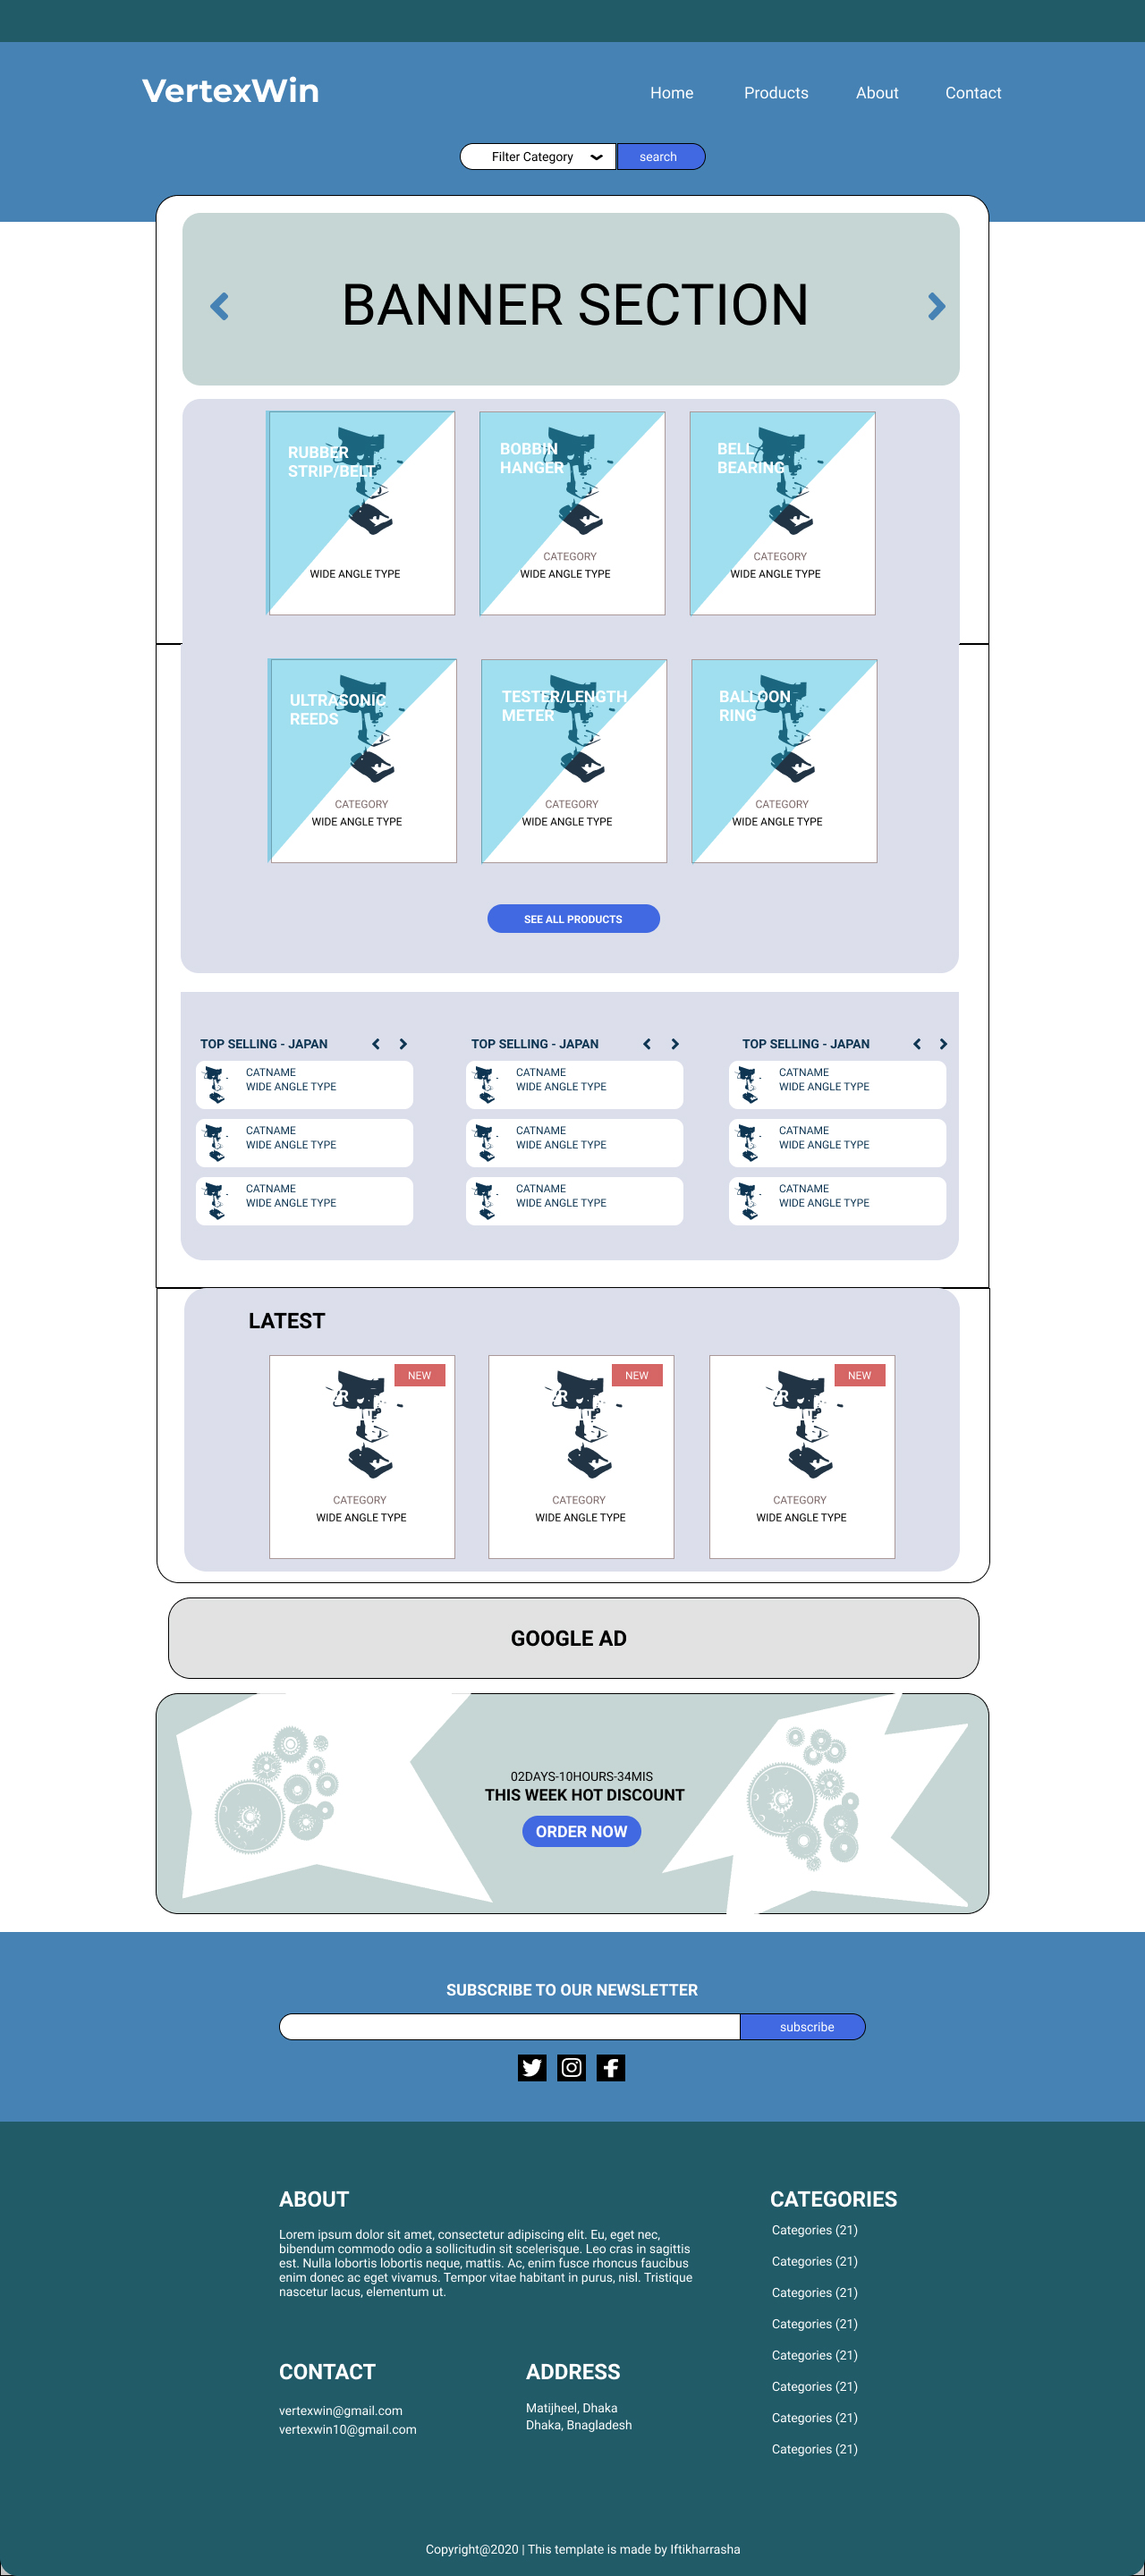 VertexWin
Home Products About Contact
Filter Category search
BANNER SECTION
RUBBER
STRIP/BELT
WIDE ANGLE TYPE
BOBBIN
HANGER
CATEGORY
WIDE ANGLE TYPE
BELL
BEARING
CATEGORY
WIDE ANGLE TYPE
ULTRASONIC
REEDS
CATEGORY
WIDE ANGLE TYPE
TESTER/LENGTH
METER
CATEGORY
WIDE ANGLE TYPE
BALLOON
RING
CATEGORY
WIDE ANGLE TYPE
SEE ALL PRODUCTS
TOP SELLING - JAPAN
CATNAME
WIDE ANGLE TYPE
CATNAME
WIDE ANGLE TYPE
CATNAME
WIDE ANGLE TYPE
TOP SELLING - JAPAN
CATNAME
WIDE ANGLE TYPE
CATNAME
WIDE ANGLE TYPE
CATNAME
WIDE ANGLE TYPE
TOP SELLING - JAPAN
CATNAME
WIDE ANGLE TYPE
CATNAME
WIDE ANGLE TYPE
CATNAME
WIDE ANGLE TYPE
LATEST
NEW
CATEGORY
WIDE ANGLE TYPE
NEW
CATEGORY
WIDE ANGLE TYPE
NEW
CATEGORY
WIDE ANGLE TYPE
GOOGLE AD
02DAYS-10HOURS-34MIS
THIS WEEK HOT DISCOUNT
ORDER NOW
SUBSCRIBE TO OUR NEWSLETTER
subscribe
ABOUT
Lorem ipsum dolor sit amet, consectetur adipiscing elit. Eu, eget nec,
bibendum commodo odio a sollicitudin sit scelerisque. Leo cras in sagittis
est. Nulla lobortis lobortis neque, mattis. Ac, enim fusce rhoncus faucibus
enim donec ac eget vivamus. Tempor vitae habitant in purus, nisl. Tristique
nascetur lacus, elementum ut.
CONTACT
vertexwin@gmail.com
vertexwin10@gmail.com
ADDRESS
Matijheel, Dhaka
Dhaka, Bnagladesh
CATEGORIES
Categories (21)
Categories (21)
Categories (21)
Categories (21)
Categories (21)
Categories (21)
Categories (21)
Categories (21)
Copyright@2020 | This template is made by Iftikharrasha